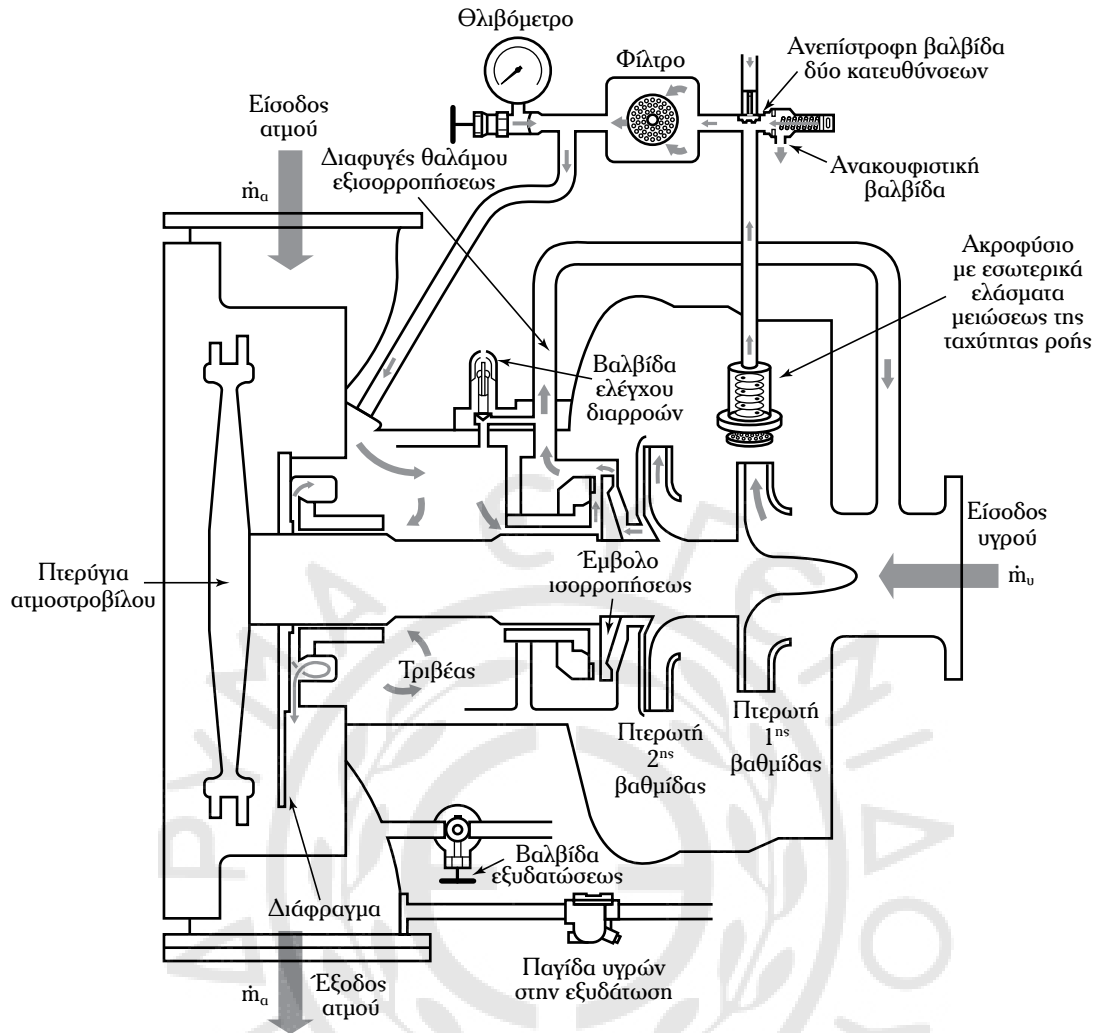 Θλιβόμετρο
Φίλτρο
Ανεπίστροφη βαλβίδα
δύο κατευθύνσεων
Είσοδος
ατμού
ṁα
Διαφυγές θαλάμου
εξισορροπήσεως
Ανακουφιστική
βαλβίδα
Ακροφύσιο
με εσωτερικά
ελάσματα
μειώσεως της
ταχύτητας ροής
Βαλβίδα
ελέγχου
διαρροών
Πτερύγια
ατμοστροβίλου
Έμβολο
ισορροπήσεως
Είσοδος
υγρού
ṁυ
Τριβέας
Πτερωτή
2ης
βαθμίδας
Πτερωτή
1ης
βαθμίδας
Βαλβίδα
εξυδατώσεως
Διάφραγμα
Παγίδα υγρών
στην εξυδάτωση
Έξοδος
ατμού
ṁα